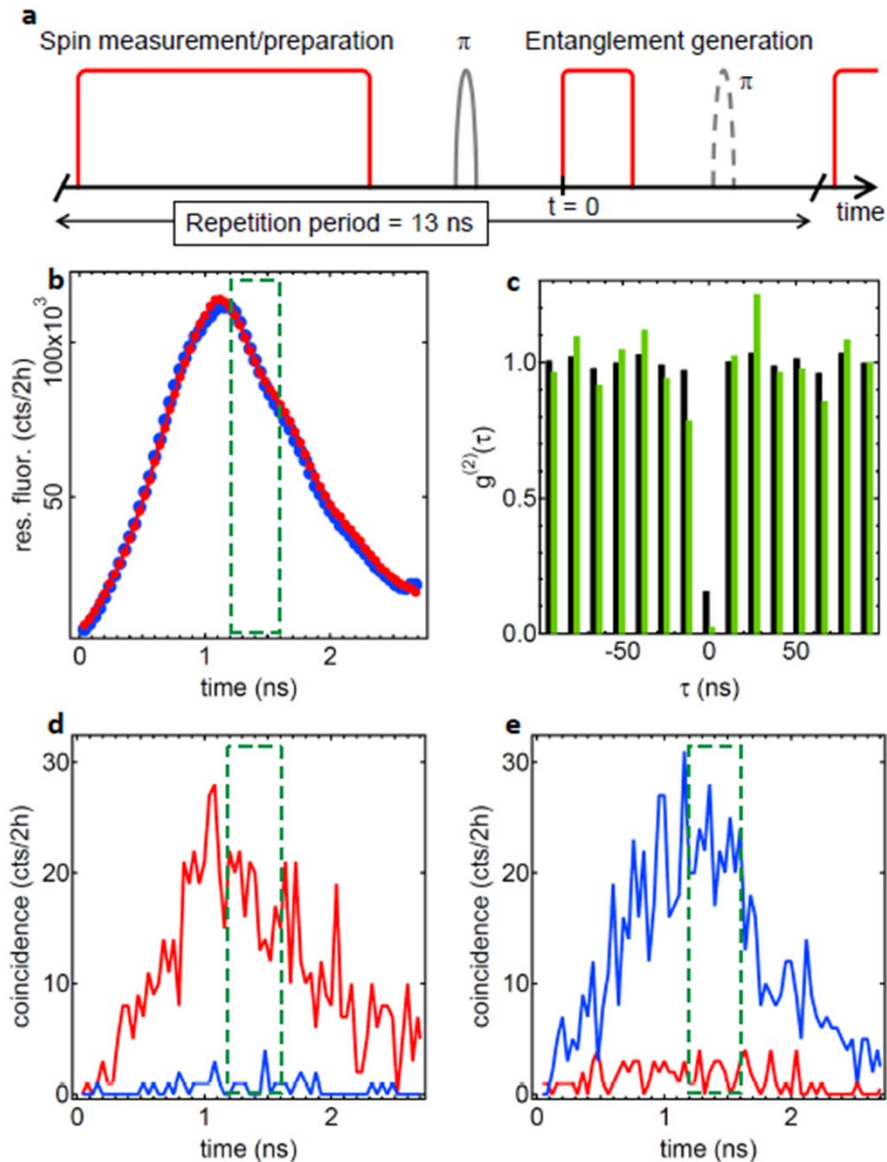 a
Spin measurement/preparation π Entanglement generation
π
t = 0
time
Repetition period = 13 ns
b
res. fluor. (cts/2h)
100x10³
50
0 1 2
time (ns)
c
g⁽²⁾(τ)
1.0
0.5
0.0
-50 0 50
τ (ns)
d
coincidence (cts/2h)
30
20
10
0
0 1 2
time (ns)
e
coincidence (cts/2h)
30
20
10
0
0 1 2
time (ns)